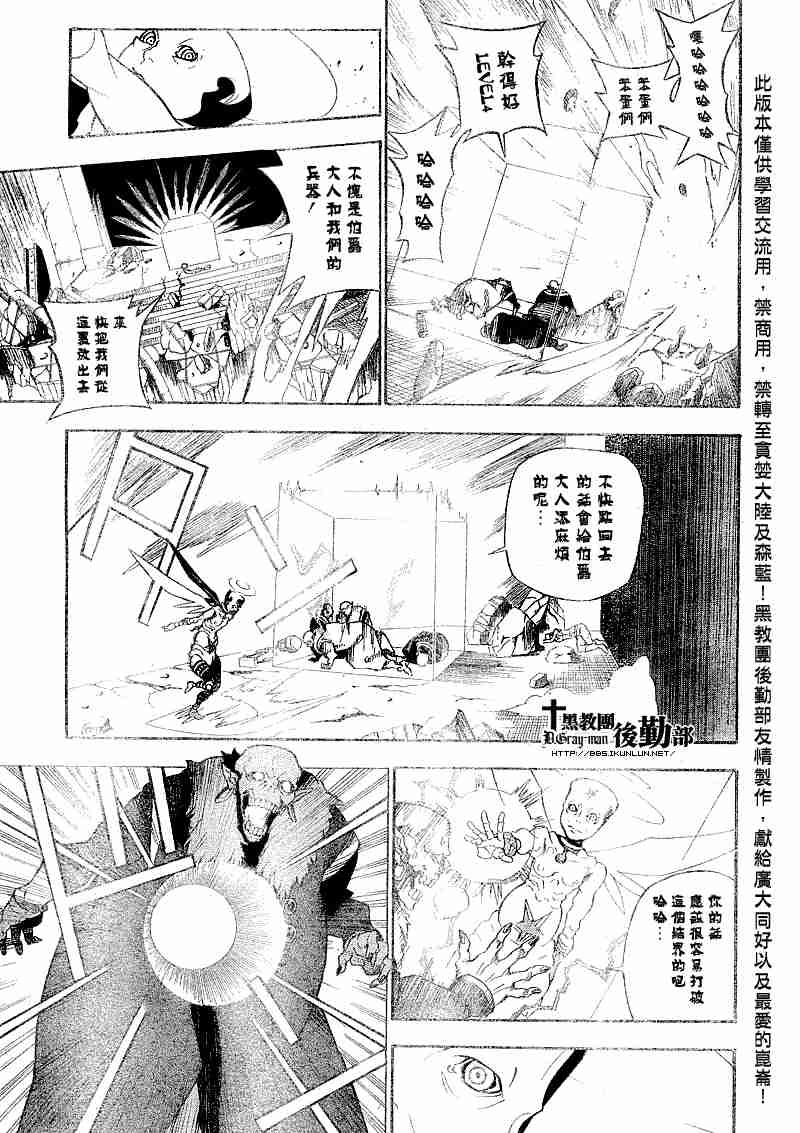 嘎哈
哈哈
哈哈
哈
笨蛋們
笨蛋們
幹得好
LEVEL4
哈哈
哈哈
哈
不愧是伯爵
大人和我們的
兵器!
來
快把我們從
這裏放出去
不快點回去
的話會給伯爵
大人添麻煩
的呢…
黑教團
D.Gray-man
後勤部
HTTP://BBS.IKUNLUN.NET/
你的話
應該很容易打破
這個結界的吧
哈哈…
此版本僅供學習交流用,禁商用,禁轉至貪婪大陸及森藍!黑教團後勤部友情製作,獻給廣大同好以及最愛的崑崙!